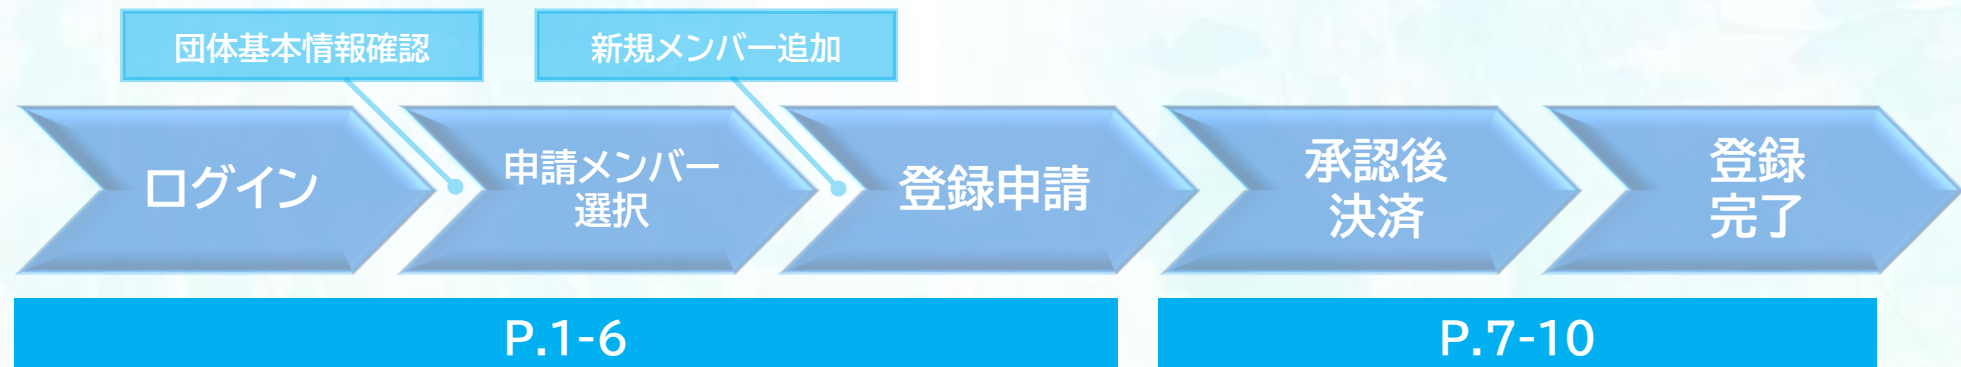 団体基本情報確認
新規メンバー追加
ログイン
申請メンバー
選択
登録申請
承認後
決済
登録
完了
P.1-6
P.7-10